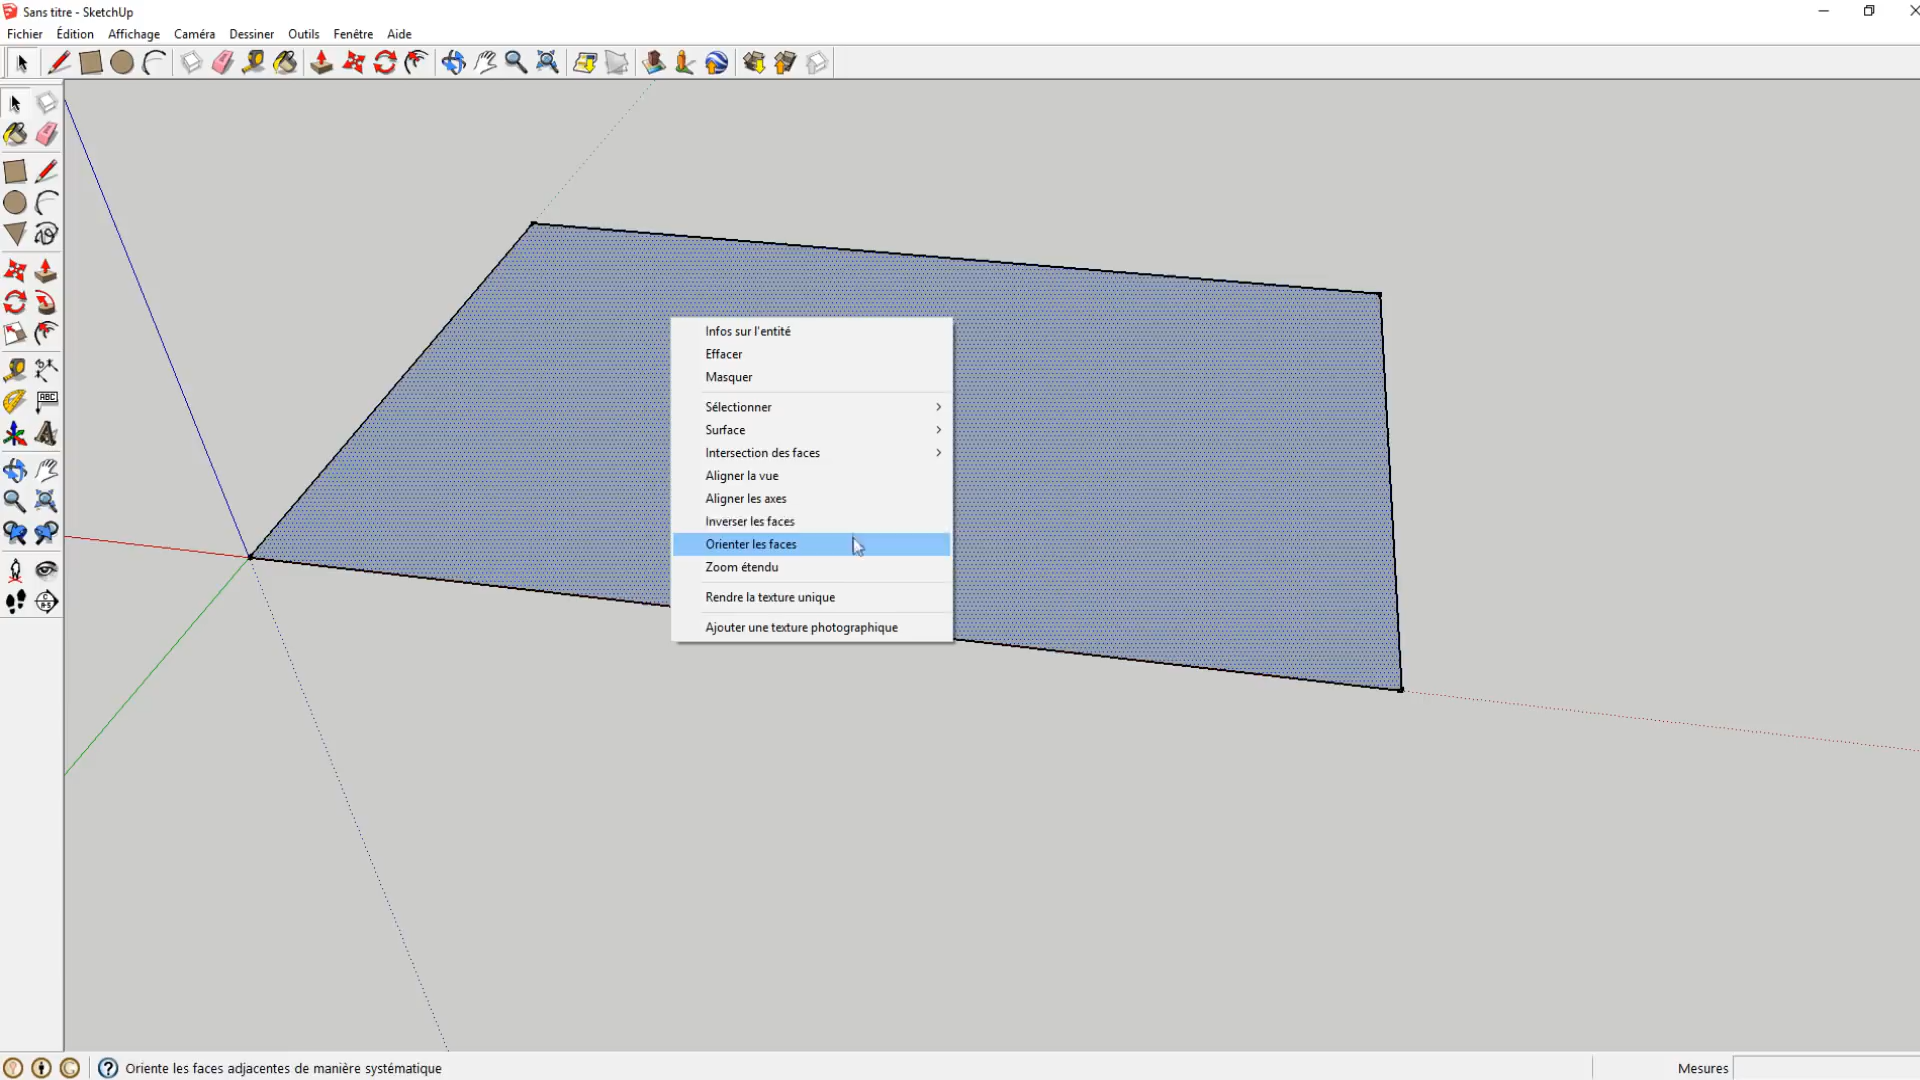 Sans titre - SketchUp
Fichier Édition Affichage Caméra Dessiner Outils Fenêtre Aide
ABC
Infos sur l'entité
Effacer
Masquer
Sélectionner
Surface
Intersection des faces
Aligner la vue
Aligner les axes
Inverser les faces
Orienter les faces
Zoom étendu
Rendre la texture unique
Ajouter une texture photographique
Oriente les faces adjacentes de manière systématique
Mesures